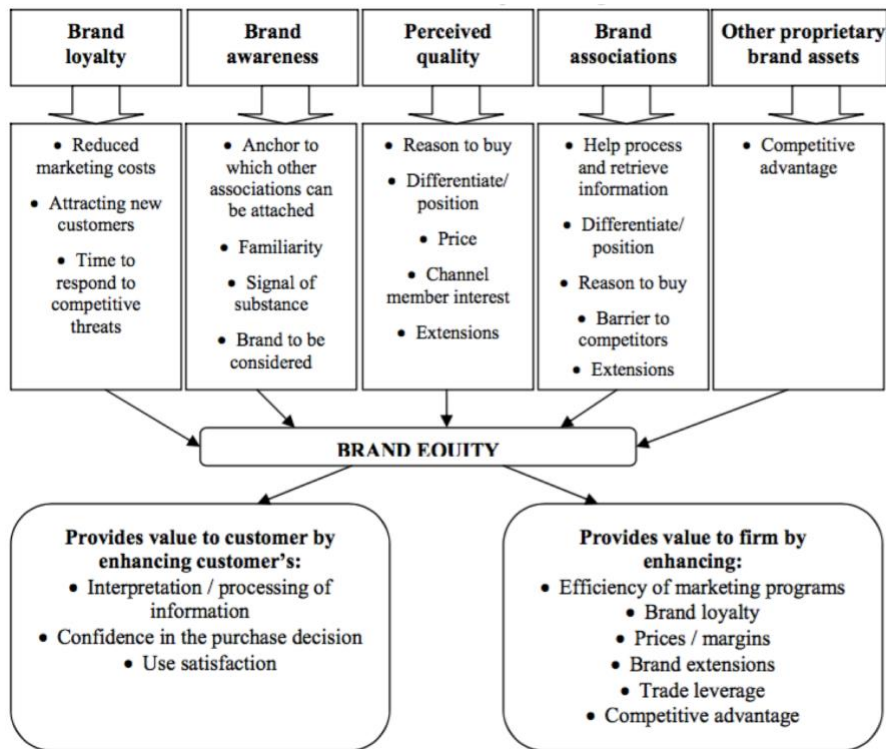 Brand
loyalty
Brand
awareness
Perceived
quality
Brand
associations
Other proprietary
brand assets
• Reduced
marketing costs
• Attracting new
customers
• Time to
respond to
competitive
threats
• Anchor to
which other
associations can
be attached
• Familiarity
• Signal of
substance
• Brand to be
considered
• Reason to buy
• Differentiate/
position
• Price
• Channel
member interest
• Extensions
• Help process
and retrieve
information
• Differentiate/
position
• Reason to buy
• Barrier to
competitors
• Extensions
• Competitive
advantage
BRAND EQUITY
Provides value to customer by
enhancing customer's:
• Interpretation / processing of
information
• Confidence in the purchase decision
• Use satisfaction
Provides value to firm by
enhancing:
• Efficiency of marketing programs
• Brand loyalty
• Prices / margins
• Brand extensions
• Trade leverage
• Competitive advantage